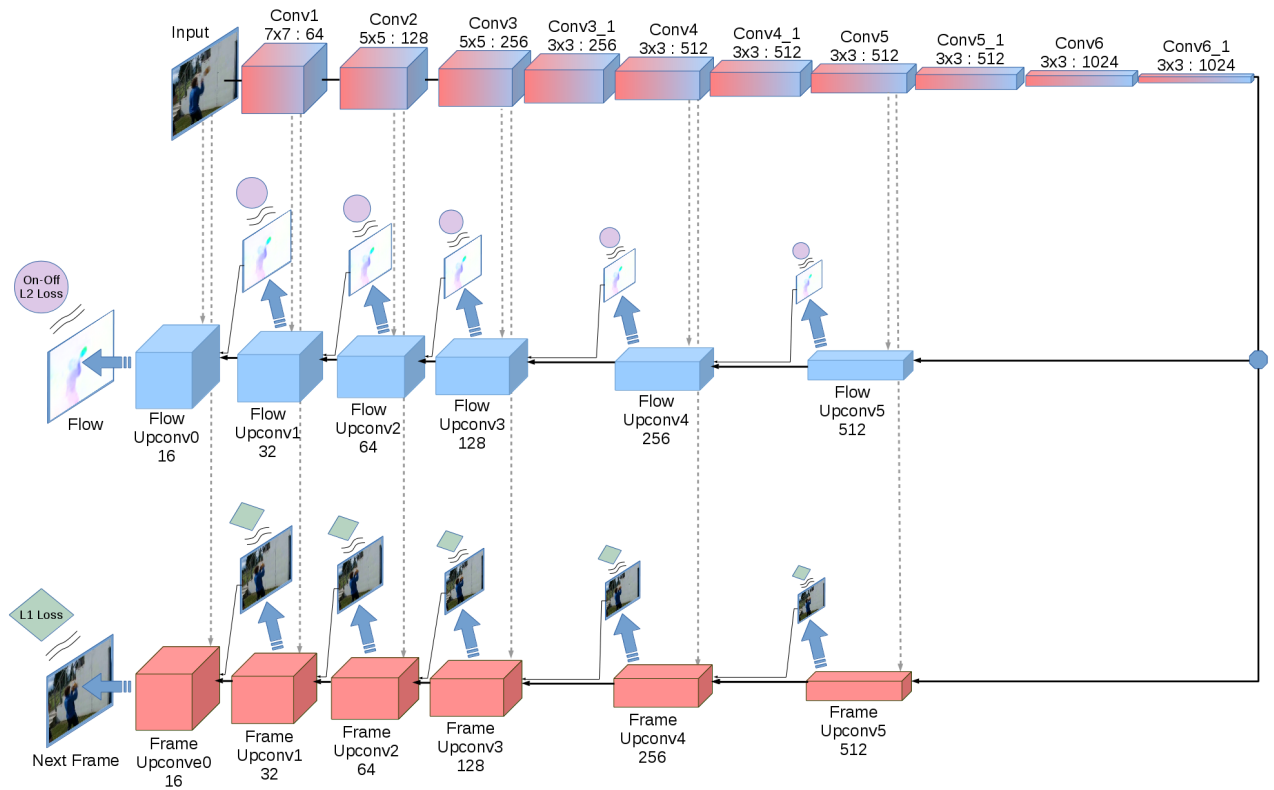 Input
Conv1
7x7 : 64
Conv2
5x5 : 128
Conv3
5x5 : 256
Conv3_1
3x3 : 256
Conv4
3x3 : 512
Conv4_1
3x3 : 512
Conv5
3x3 : 512
Conv5_1
3x3 : 512
Conv6
3x3 : 1024
Conv6_1
3x3 : 1024
On-Off
L2 Loss
Flow
Flow
Upconv0
16
Flow
Upconv1
32
Flow
Upconv2
64
Flow
Upconv3
128
Flow
Upconv4
256
Flow
Upconv5
512
L1 Loss
Next Frame
Frame
Upconve0
16
Frame
Upconv1
32
Frame
Upconv2
64
Frame
Upconv3
128
Frame
Upconv4
256
Frame
Upconv5
512